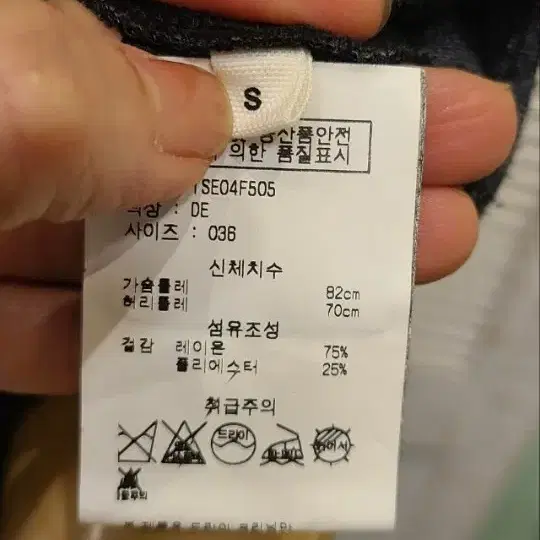 S
공산품안전
의한 품질표시
SE04F505
색상 : DE
사이즈 : 036
신체치수
가슴둘레 82cm
허리둘레 70cm
섬유조성
겉감 레이온 75%
폴리에스터 25%
취급주의
드라이